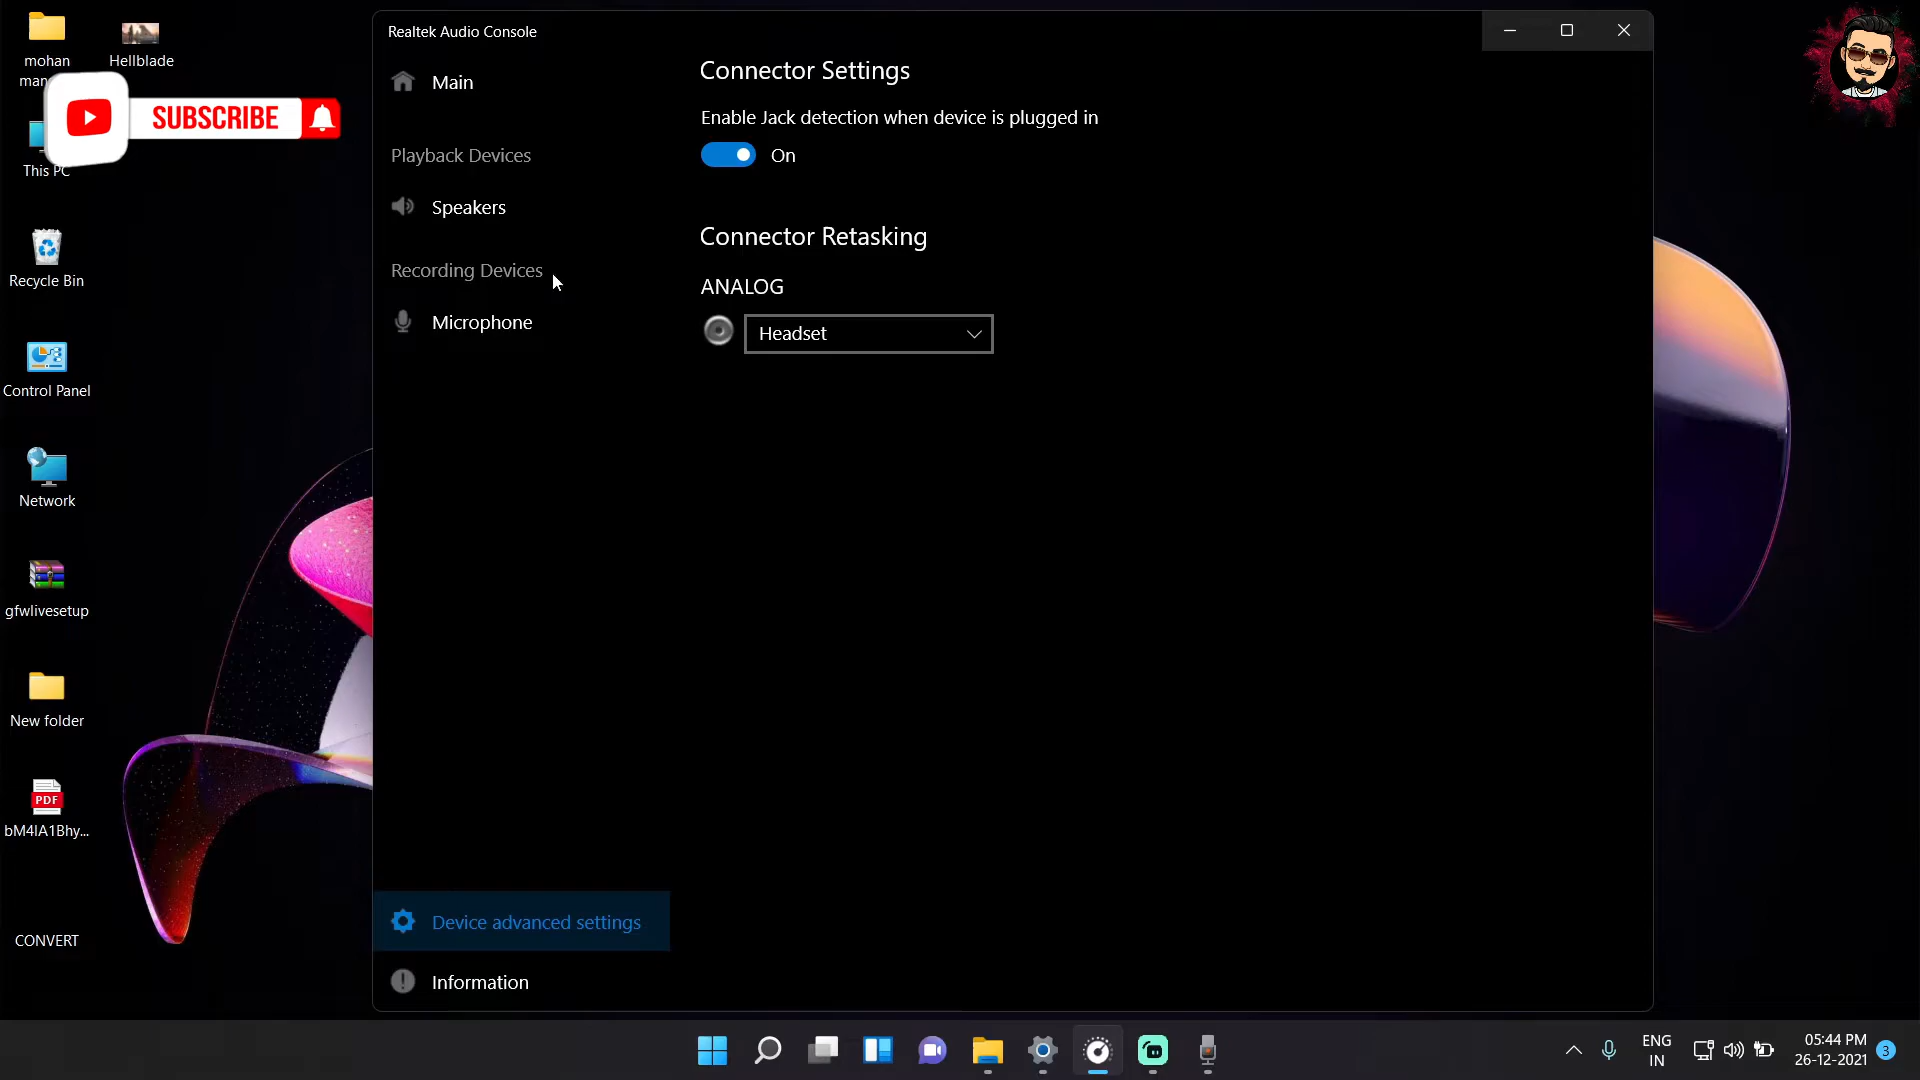 mohan
man
Hellblade
SUBSCRIBE
This PC
Recycle Bin
Control Panel
Network
gfwlivesetup
New folder
PDF
bM4IA1Bhy...
CONVERT
Realtek Audio Console
Main
Playback Devices
Speakers
Recording Devices
Microphone
Device advanced settings
Information
Connector Settings
Enable Jack detection when device is plugged in
On
Connector Retasking
ANALOG
Headset
ENG
IN
05:44 PM
26-12-2021
3